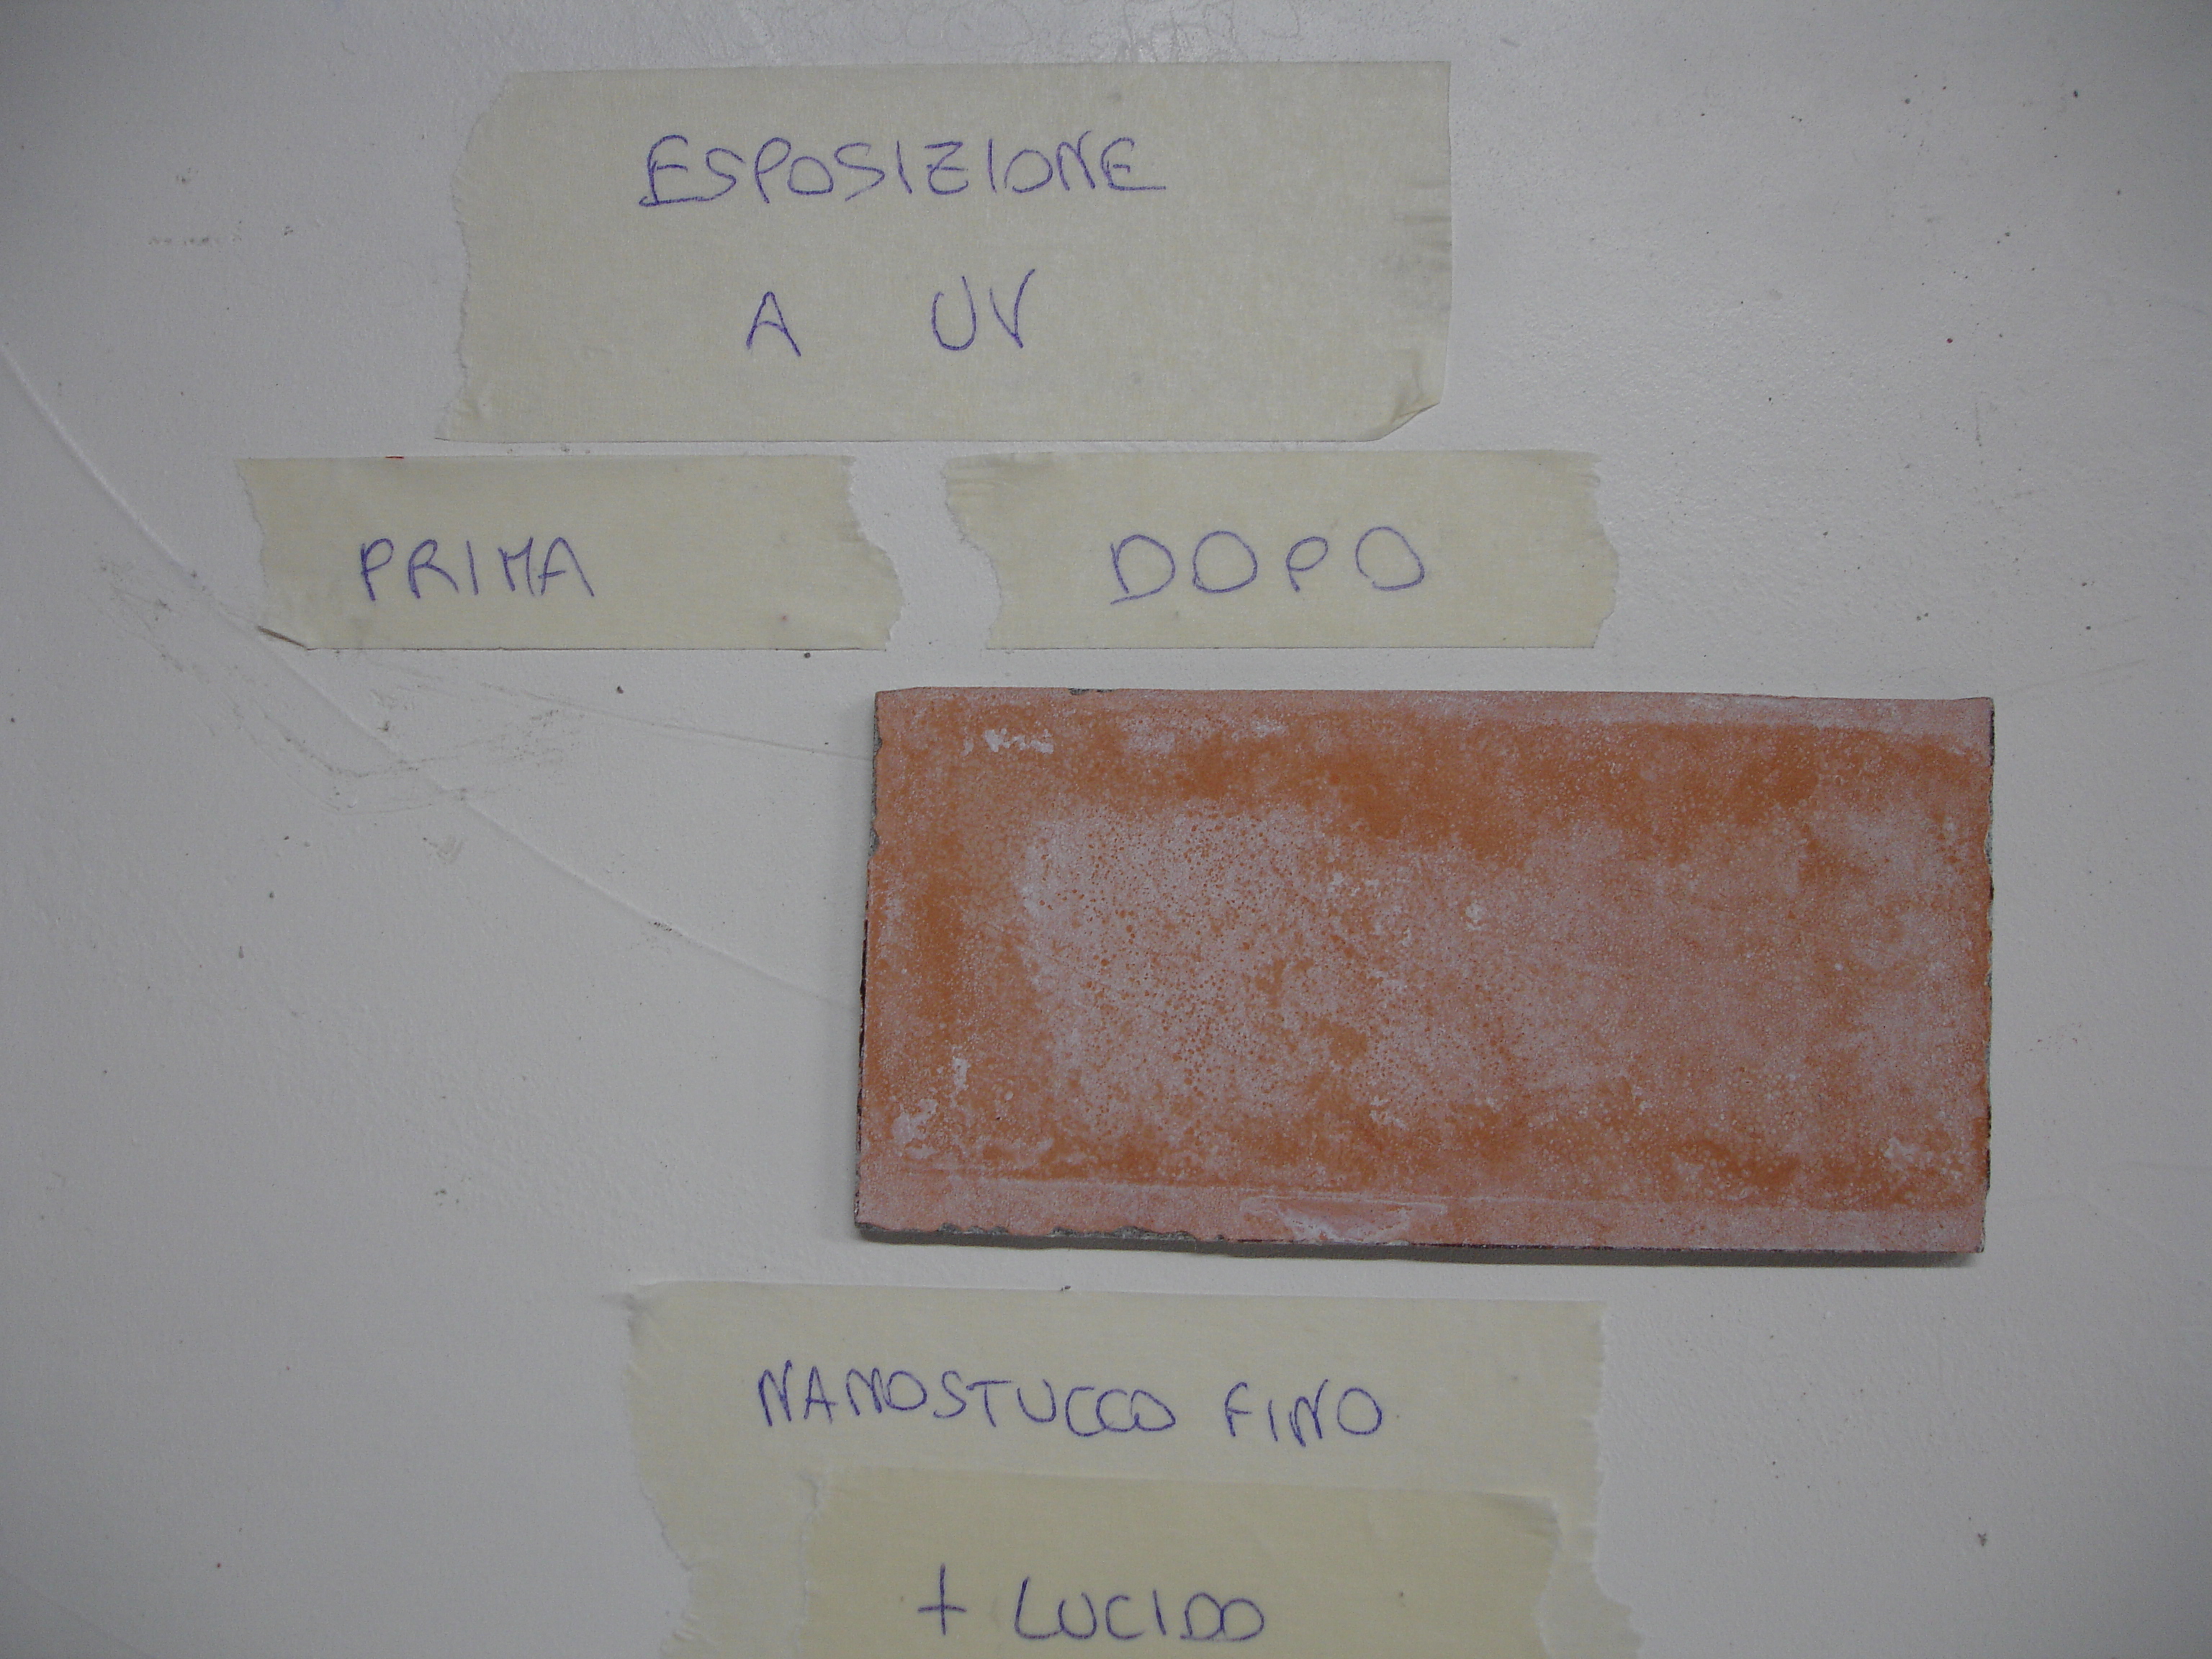 ESPOSIZIONE
A UV
PRIMA
DOPO
NANOSTUCCO FINO
+ LUCIDO